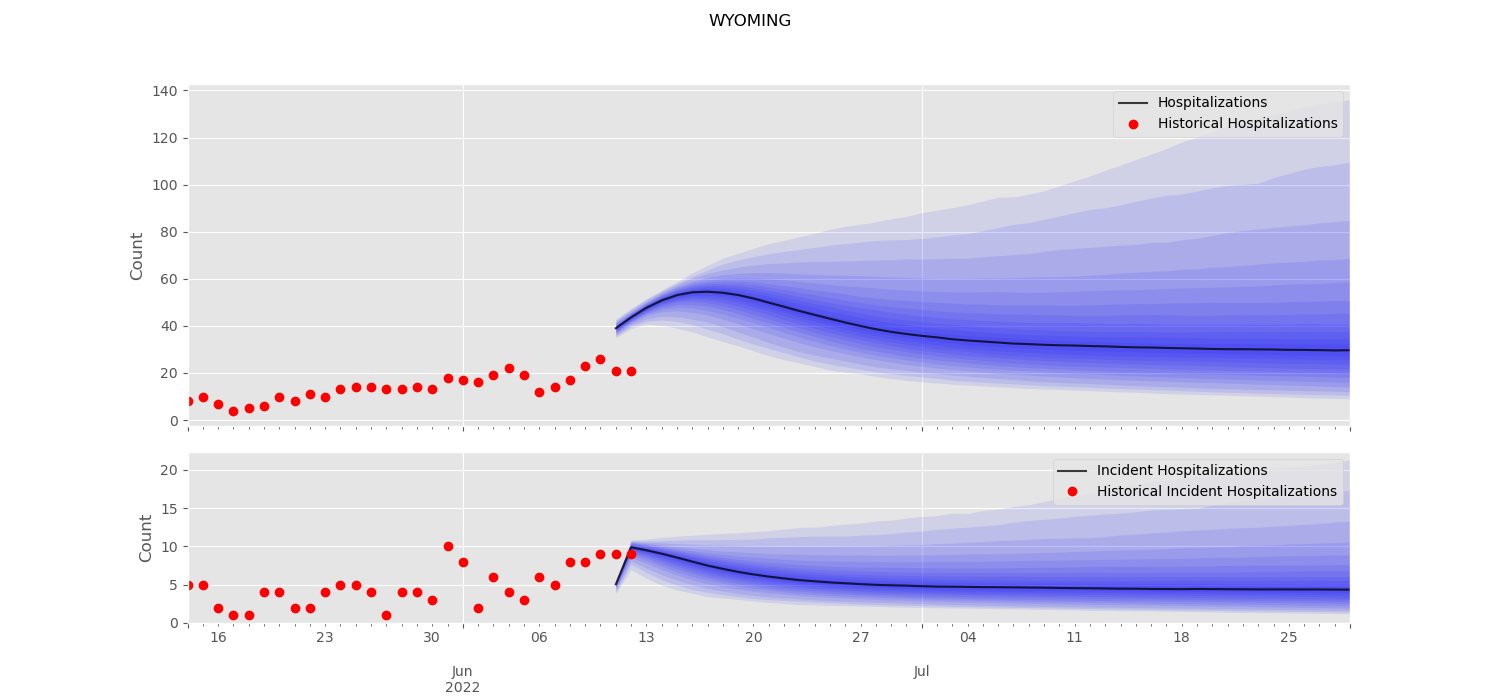 WYOMING
140
120
100
80
60
40
20
0
Count
Hospitalizations
Historical Hospitalizations
20
15
10
5
0
Count
Incident Hospitalizations
Historical Incident Hospitalizations
16 23 30 06 13 20 27 04 11 18 25
Jun Jul
2022